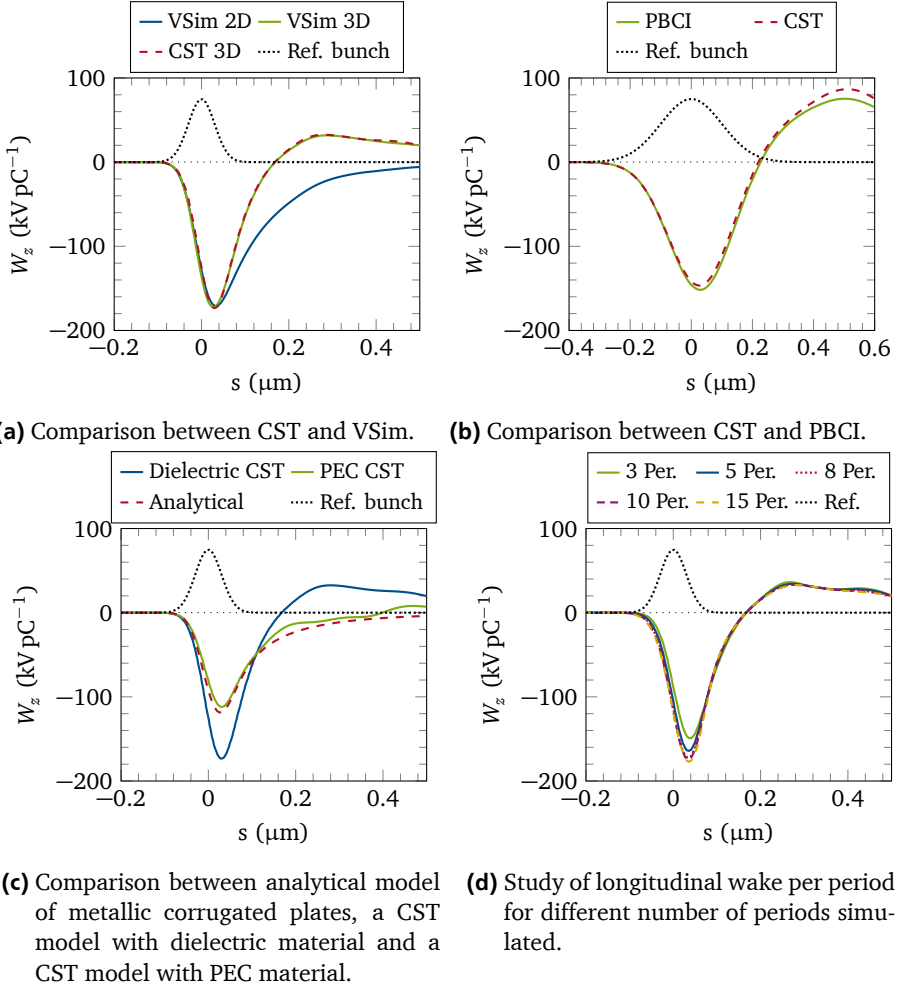 VSim 2D VSim 3D
CST 3D Ref. bunch
100
0
−100
−200
W_z (kV pC⁻¹)
−0.2 0 0.2 0.4
s (μm)
(a) Comparison between CST and VSim.
PBCI CST
Ref. bunch
100
0
−100
−200
W_z (kV pC⁻¹)
−0.4 −0.2 0 0.2 0.4 0.6
s (μm)
(b) Comparison between CST and PBCI.
Dielectric CST PEC CST
Analytical Ref. bunch
100
0
−100
−200
W_z (kV pC⁻¹)
−0.2 0 0.2 0.4
s (μm)
(c) Comparison between analytical model
of metallic corrugated plates, a CST
model with dielectric material and a
CST model with PEC material.
3 Per. 5 Per. 8 Per.
10 Per. 15 Per. Ref.
100
0
−100
−200
W_z (kV pC⁻¹)
−0.2 0 0.2 0.4
s (μm)
(d) Study of longitudinal wake per period
for different number of periods simu-
lated.